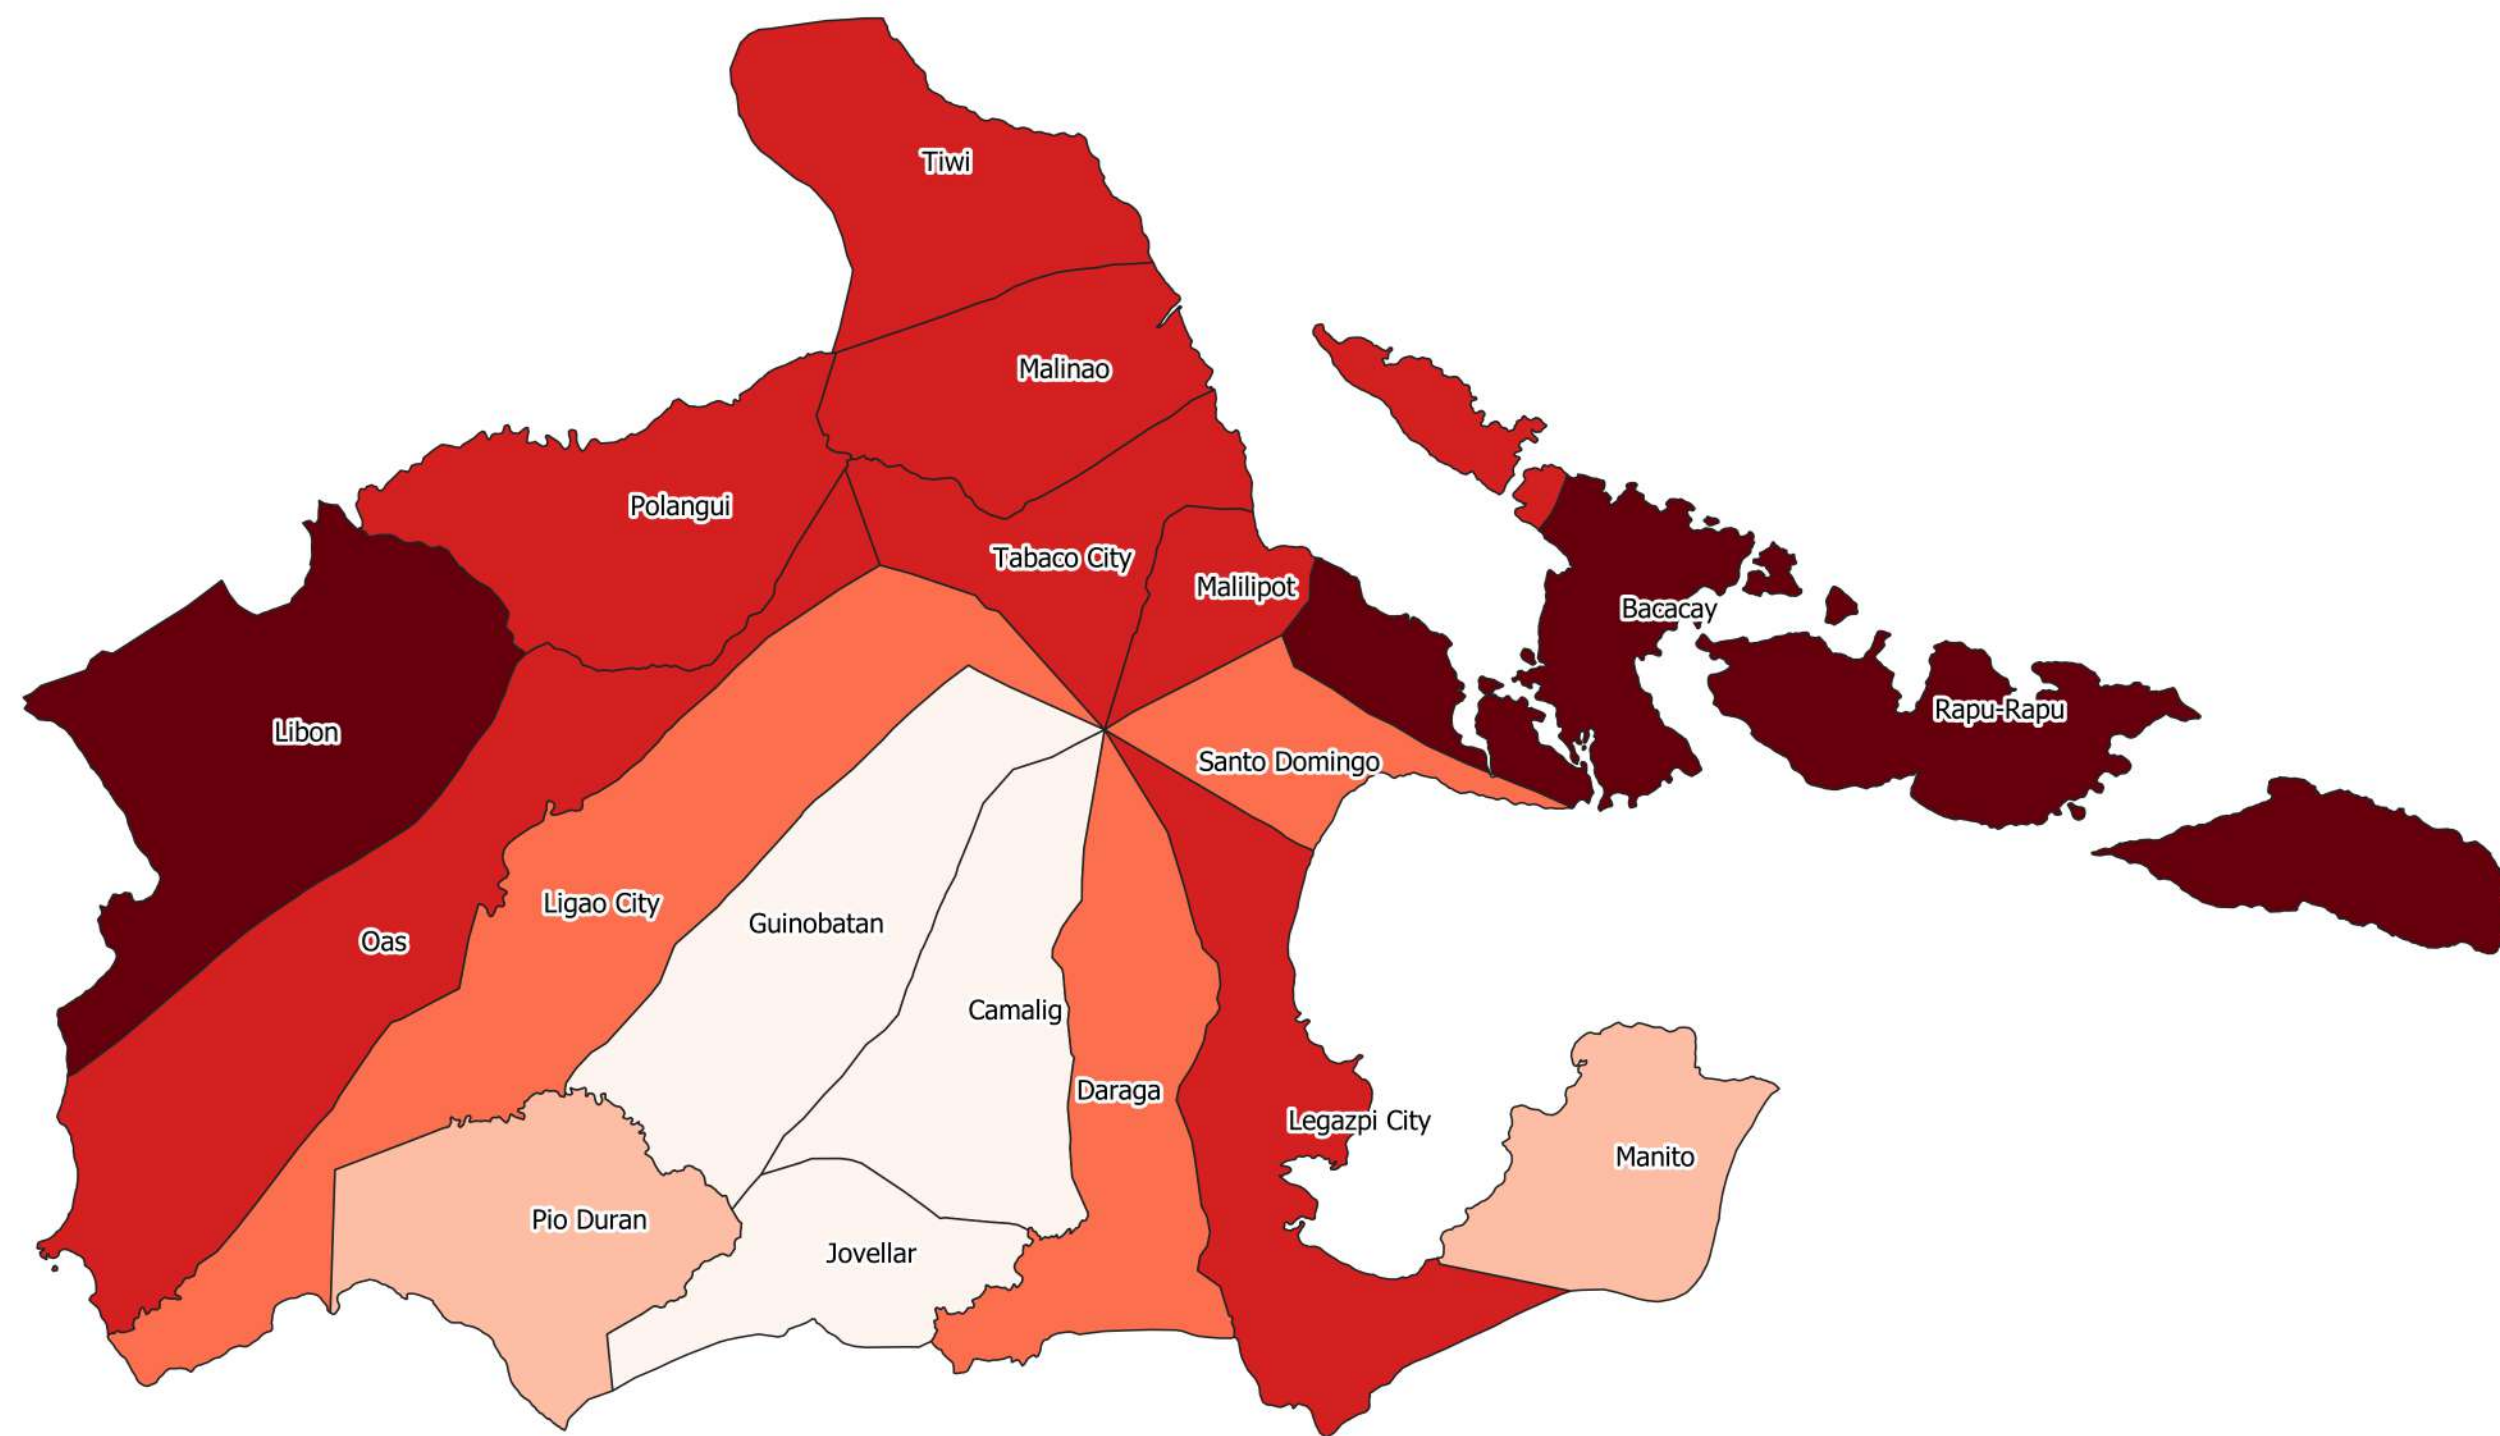 Tiwi
Malinao
Polangui
Tabaco City
Malilipot
Bacacay
Rapu-Rapu
Libon
Santo Domingo
Ligao City
Guinobatan
Oas
Camalig
Daraga
Legazpi City
Manito
Pio Duran
Jovellar